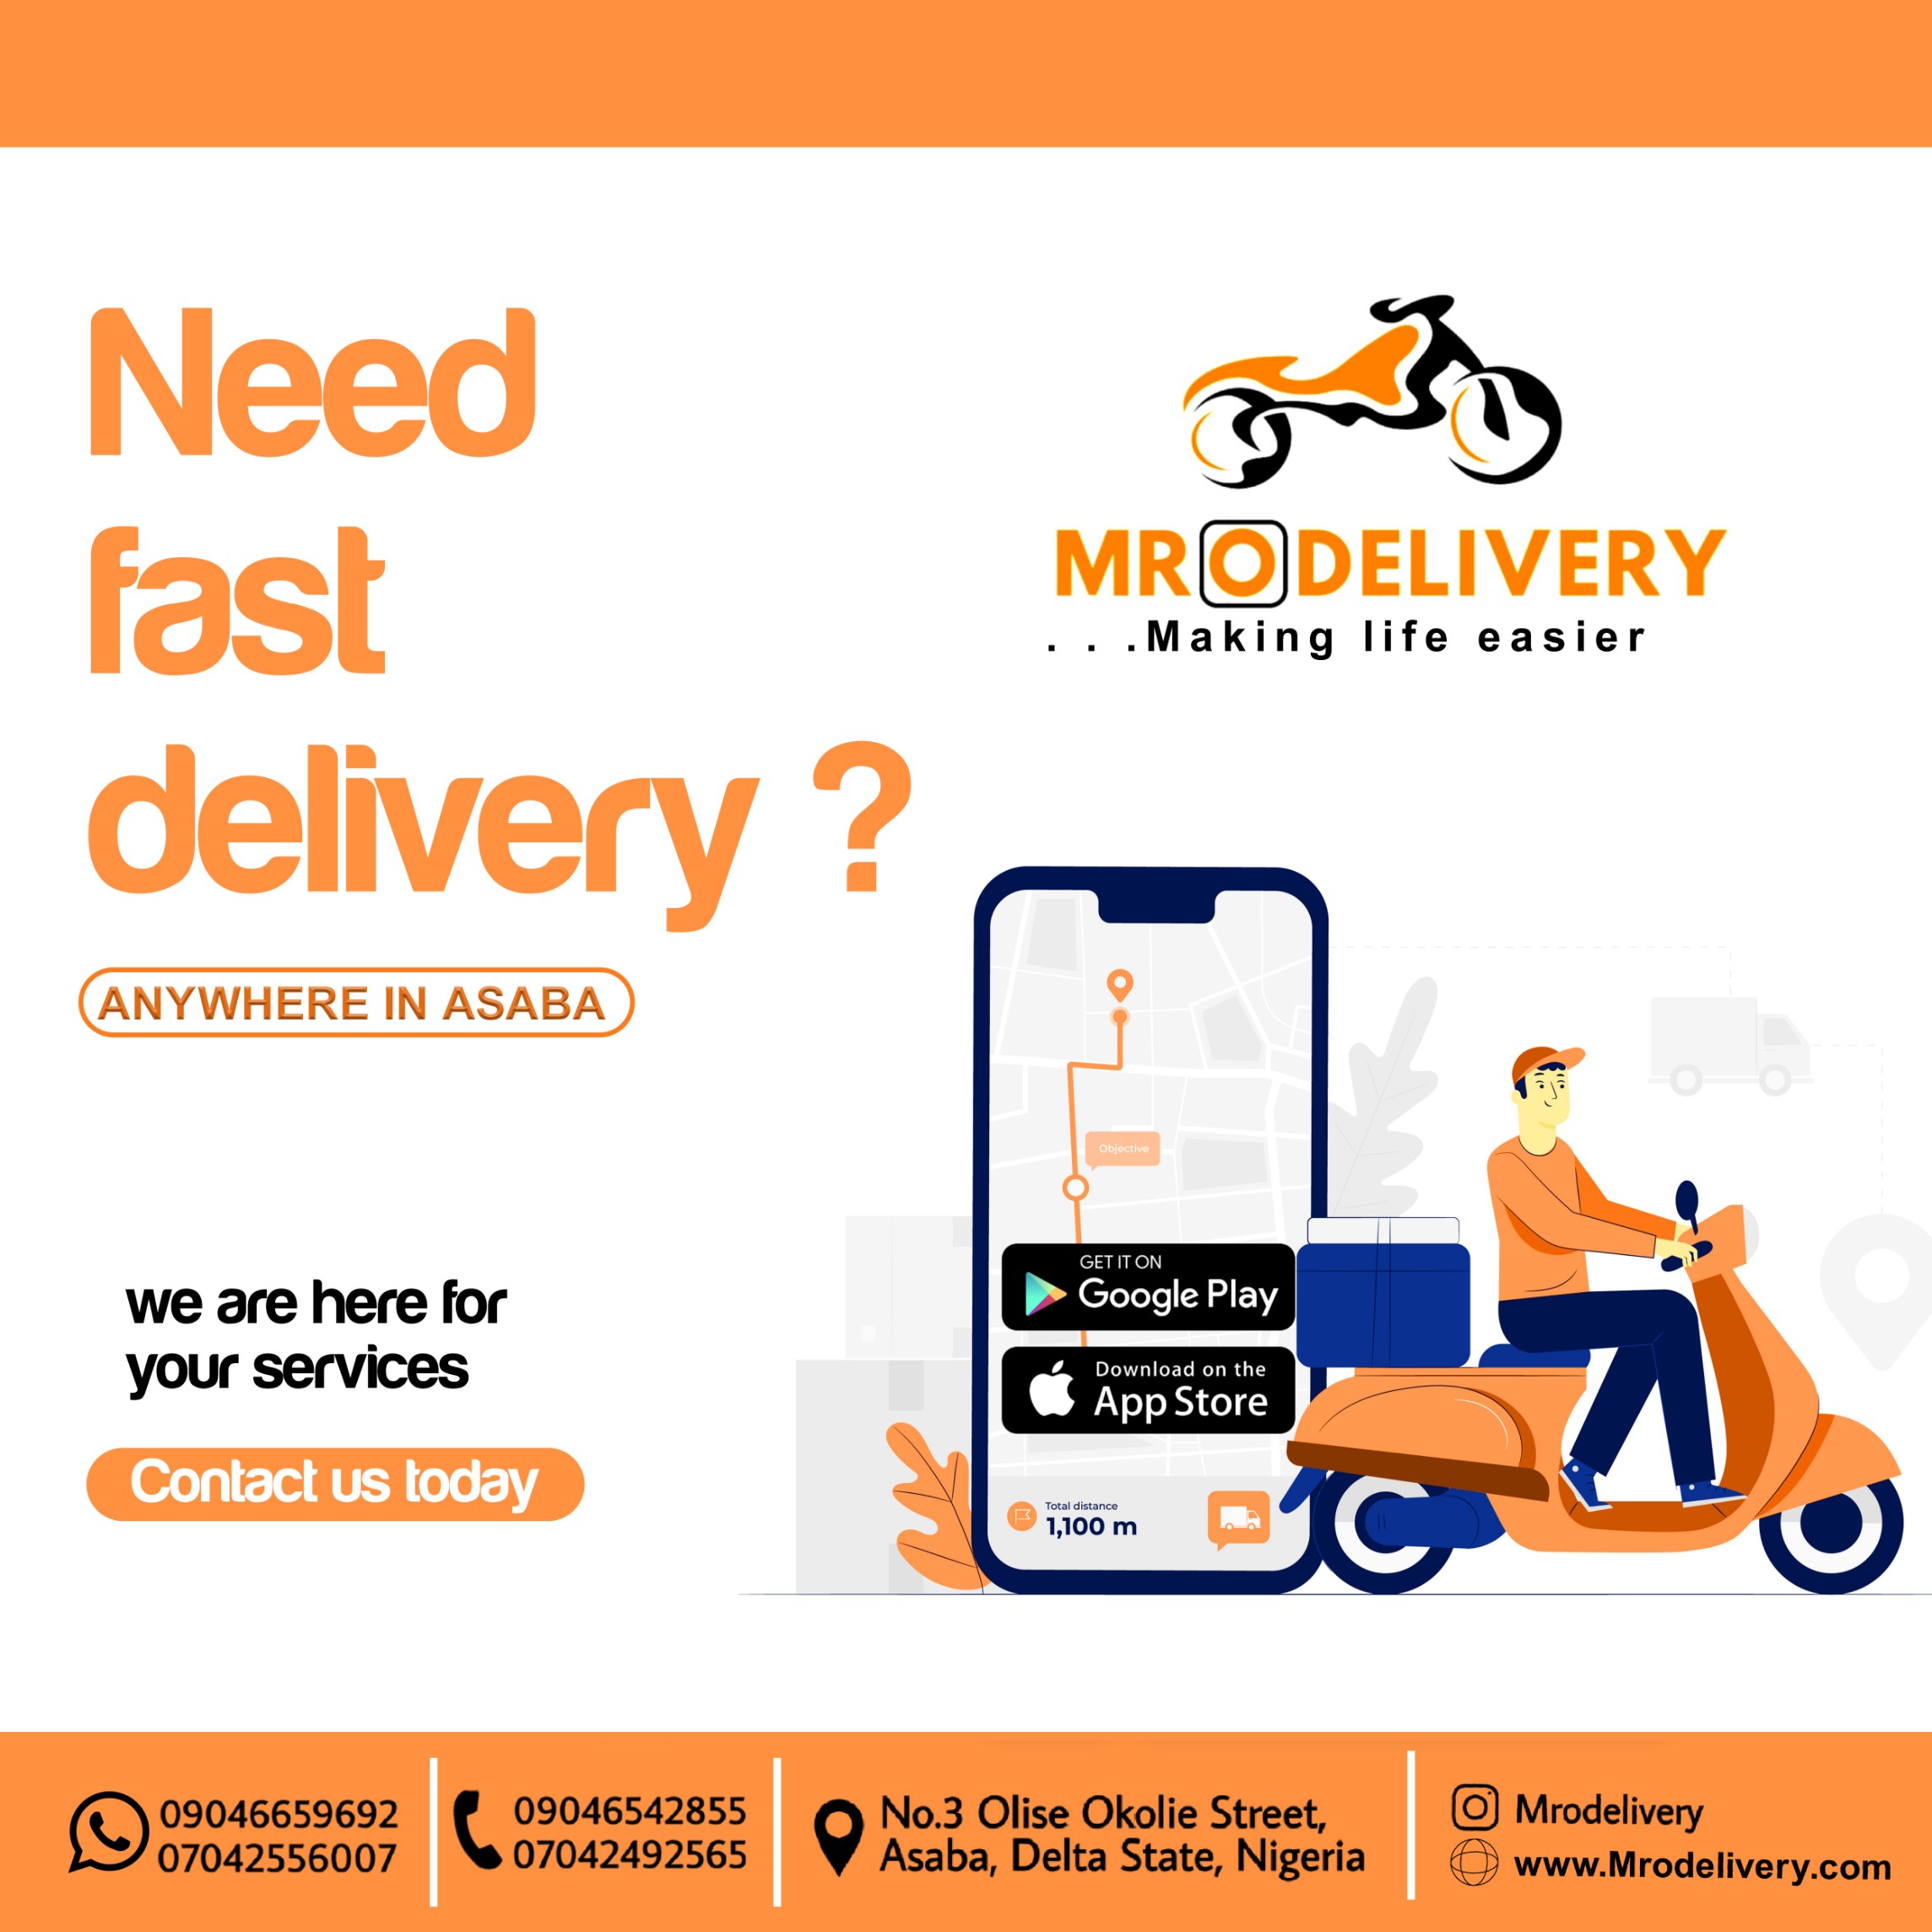 Need
fast
delivery ?
ANYWHERE IN ASABA
MRODELIVERY
. . .Making life easier
we are here for
your services
Contact us today
Objective
GET IT ON
Google Play
Download on the
App Store
Total distance
1,100 m
09046659692
07042556007
09046542855
07042492565
No.3 Olise Okolie Street,
Asaba, Delta State, Nigeria
Mrodelivery
www.Mrodelivery.com